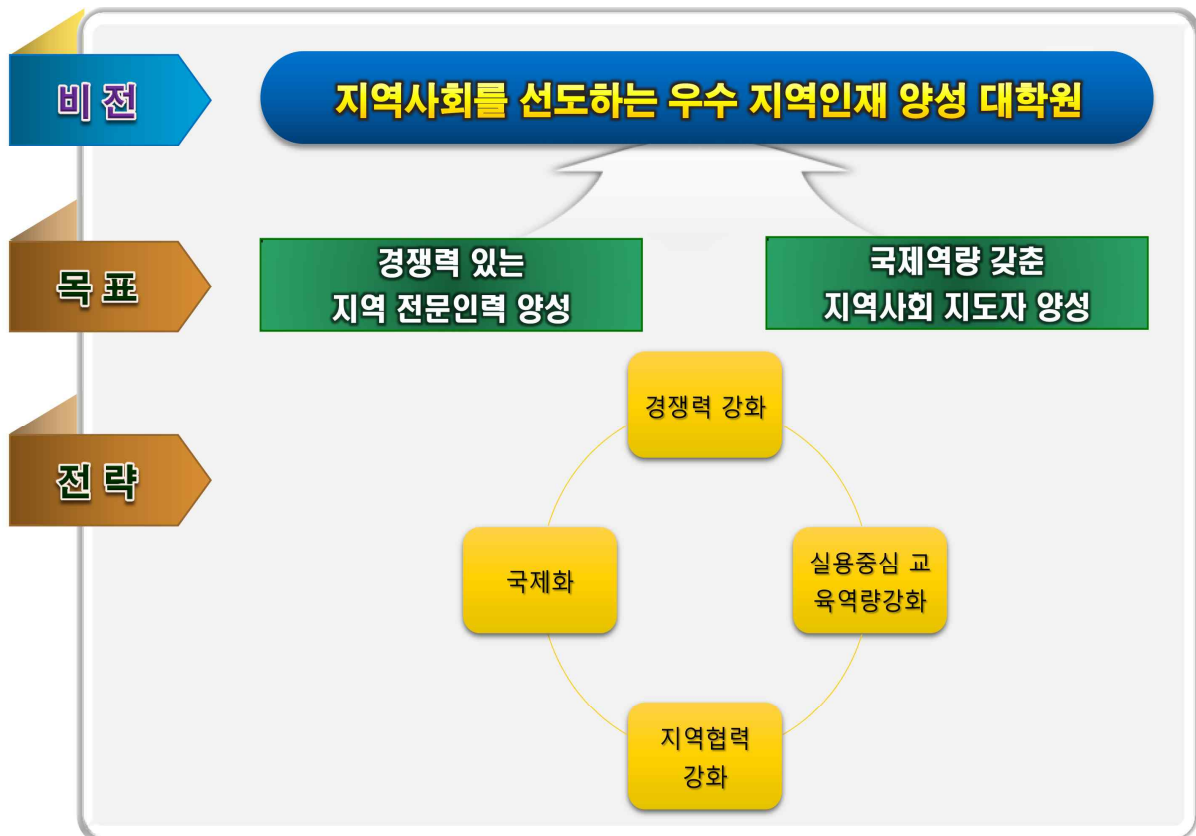 비전
지역사회를 선도하는 우수 지역인재 양성 대학원
목표
경쟁력 있는
지역 전문인력 양성
국제역량 갖춘
지역사회 지도자 양성
전략
경쟁력 강화
국제화
실용중심 교
육역량강화
지역협력
강화